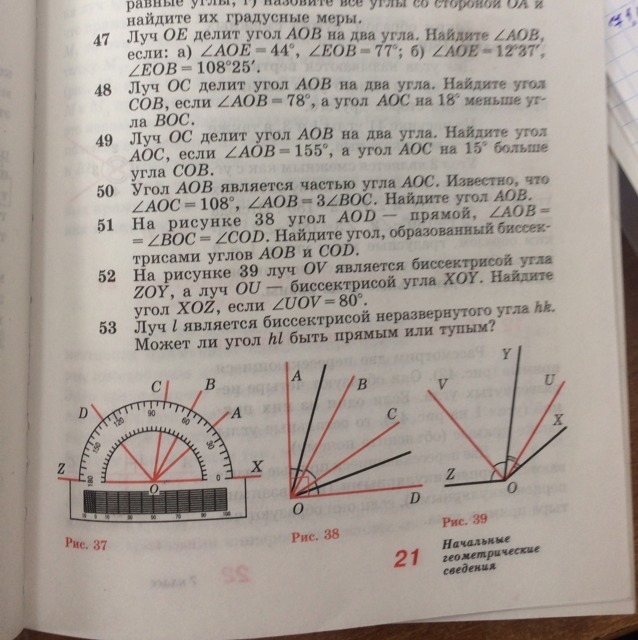 равные углы; г) назовите все углы со стороной OA и
найдите их градусные меры.
47 Луч OE делит угол AOB на два угла. Найдите ∠AOB,
если: а) ∠AOE = 44°, ∠EOB = 77°; б) ∠AOE = 12°37′,
∠EOB = 108°25′.
48 Луч OC делит угол AOB на два угла. Найдите угол
COB, если ∠AOB = 78°, а угол AOC на 18° меньше уг-
ла BOC.
49 Луч OC делит угол AOB на два угла. Найдите угол
AOC, если ∠AOB = 155°, а угол AOC на 15° больше
угла COB.
50 Угол AOB является частью угла AOC. Известно, что
∠AOC = 108°, ∠AOB = 3∠BOC. Найдите угол AOB.
51 На рисунке 38 угол AOD — прямой, ∠AOB =
= ∠BOC = ∠COD. Найдите угол, образованный биссек-
трисами углов AOB и COD.
52 На рисунке 39 луч OV является биссектрисой угла
ZOY, а луч OU — биссектрисой угла XOY. Найдите
угол XOZ, если ∠UOV = 80°.
53 Луч l является биссектрисой неразвернутого угла hk.
Может ли угол hl быть прямым или тупым?
Z D C B A X O
180 150 120 90 60 30 0
Рис. 37
A B C D O
Рис. 38
Z V Y U X O
Рис. 39
21
Начальные
геометрические
сведения